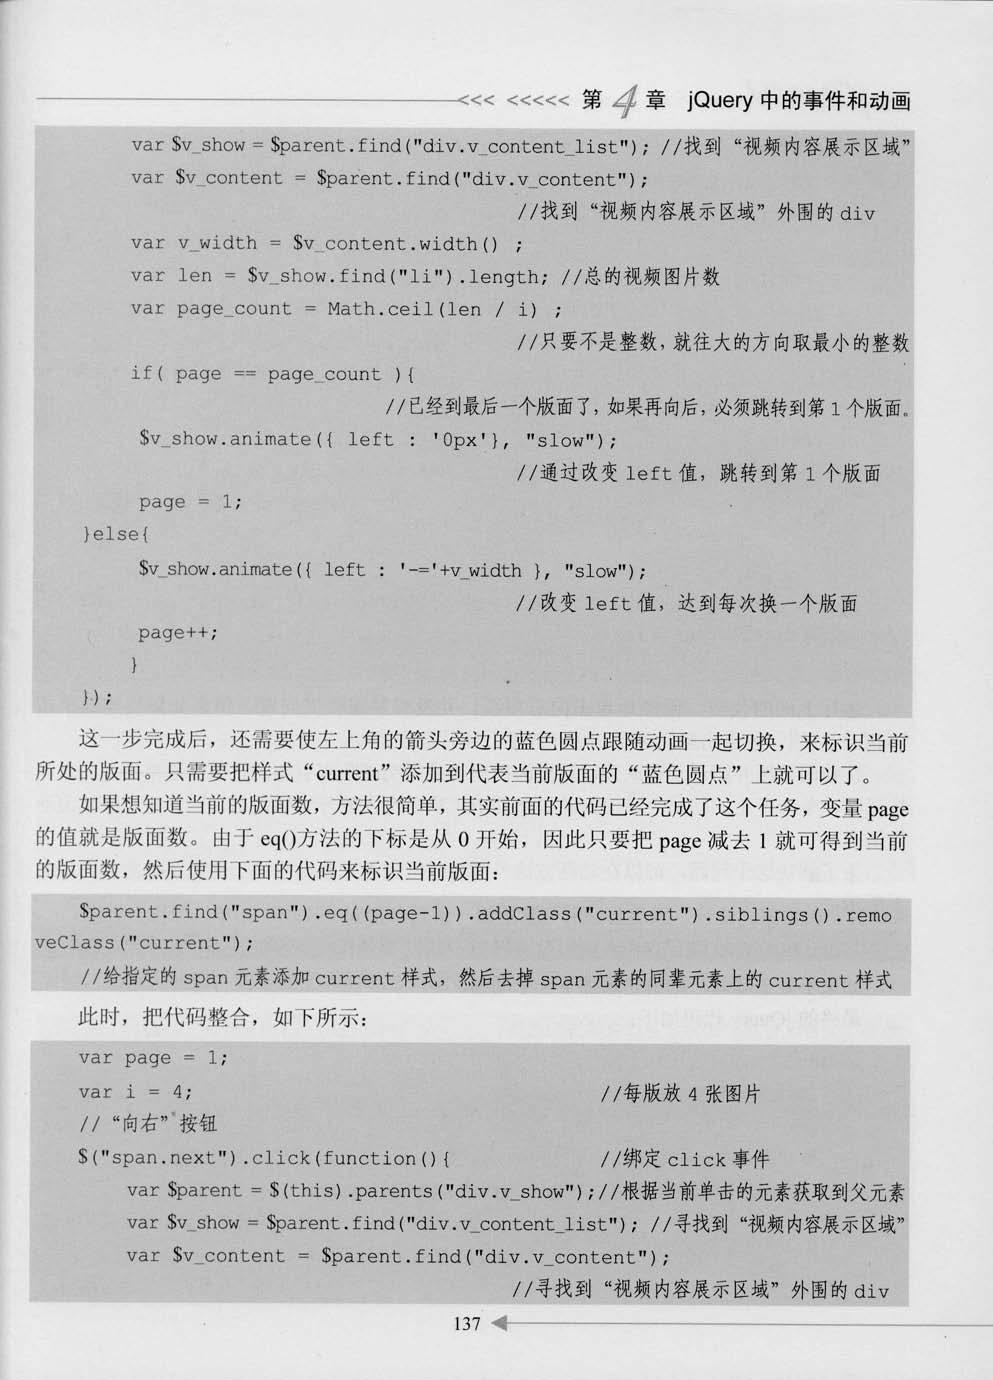 <<< <<<<< 第4章 jQuery 中的事件和动画
var $v_show = $parent.find("div.v_content_list"); //找到“视频内容展示区域”
var $v_content = $parent.find("div.v_content");
//找到“视频内容展示区域”外围的 div
var v_width = $v_content.width() ;
var len = $v_show.find("li").length; //总的视频图片数
var page_count = Math.ceil(len / i) ;
//只要不是整数，就往大的方向取最小的整数
if( page == page_count ){
//已经到最后一个版面了，如果再向后，必须跳转到第 1 个版面。
$v_show.animate({ left : '0px'}, "slow");
//通过改变 left 值，跳转到第 1 个版面
page = 1;
}else{
$v_show.animate({ left : '-='+v_width }, "slow");
//改变 left 值，达到每次换一个版面
page++;
}
});
这一步完成后，还需要使左上角的箭头旁边的蓝色圆点跟随动画一起切换，来标识当前
所处的版面。只需要把样式“current”添加到代表当前版面的“蓝色圆点”上就可以了。
如果想知道当前的版面数，方法很简单，其实前面的代码已经完成了这个任务，变量 page
的值就是版面数。由于 eq()方法的下标是从 0 开始，因此只要把 page 减去 1 就可得到当前
的版面数，然后使用下面的代码来标识当前版面：
$parent.find("span").eq((page-1)).addClass("current").siblings().remo
veClass("current");
//给指定的 span 元素添加 current 样式，然后去掉 span 元素的同辈元素上的 current 样式
此时，把代码整合，如下所示：
var page = 1;
var i = 4; //每版放 4 张图片
//“向右”按钮
$("span.next").click(function(){ //绑定 click 事件
var $parent = $(this).parents("div.v_show");//根据当前单击的元素获取到父元素
var $v_show = $parent.find("div.v_content_list"); //寻找到“视频内容展示区域”
var $v_content = $parent.find("div.v_content");
//寻找到“视频内容展示区域”外围的 div
137